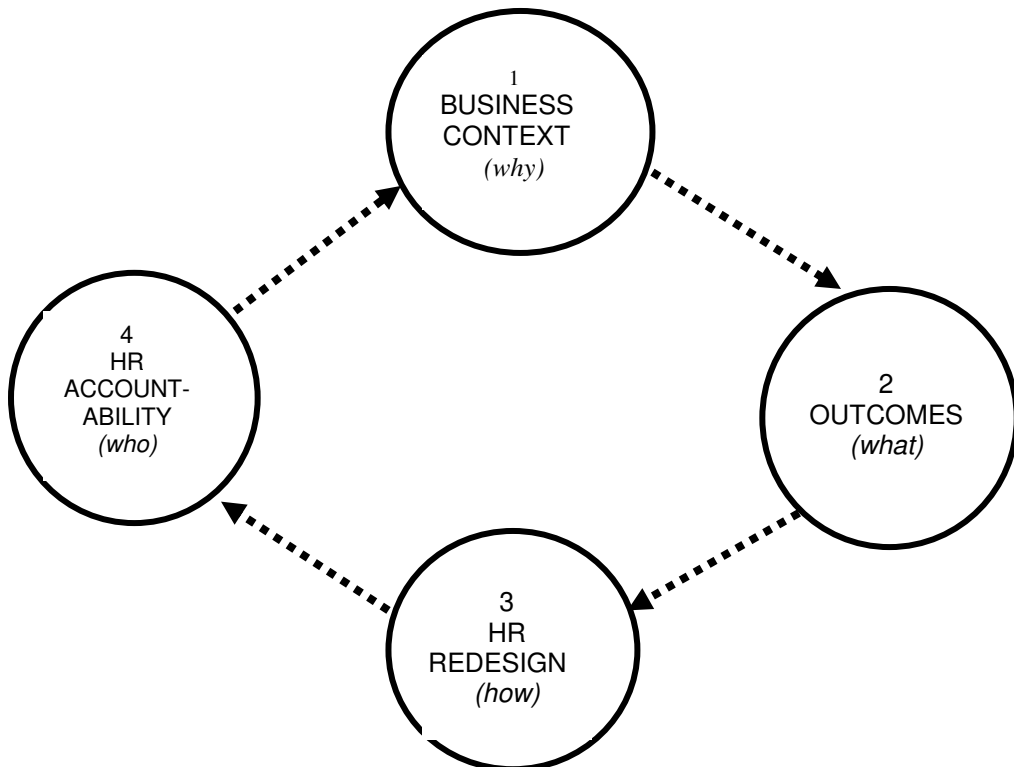 1
BUSINESS
CONTEXT
(why)
2
OUTCOMES
(what)
3
HR
REDESIGN
(how)
4
HR
ACCOUNT-
ABILITY
(who)